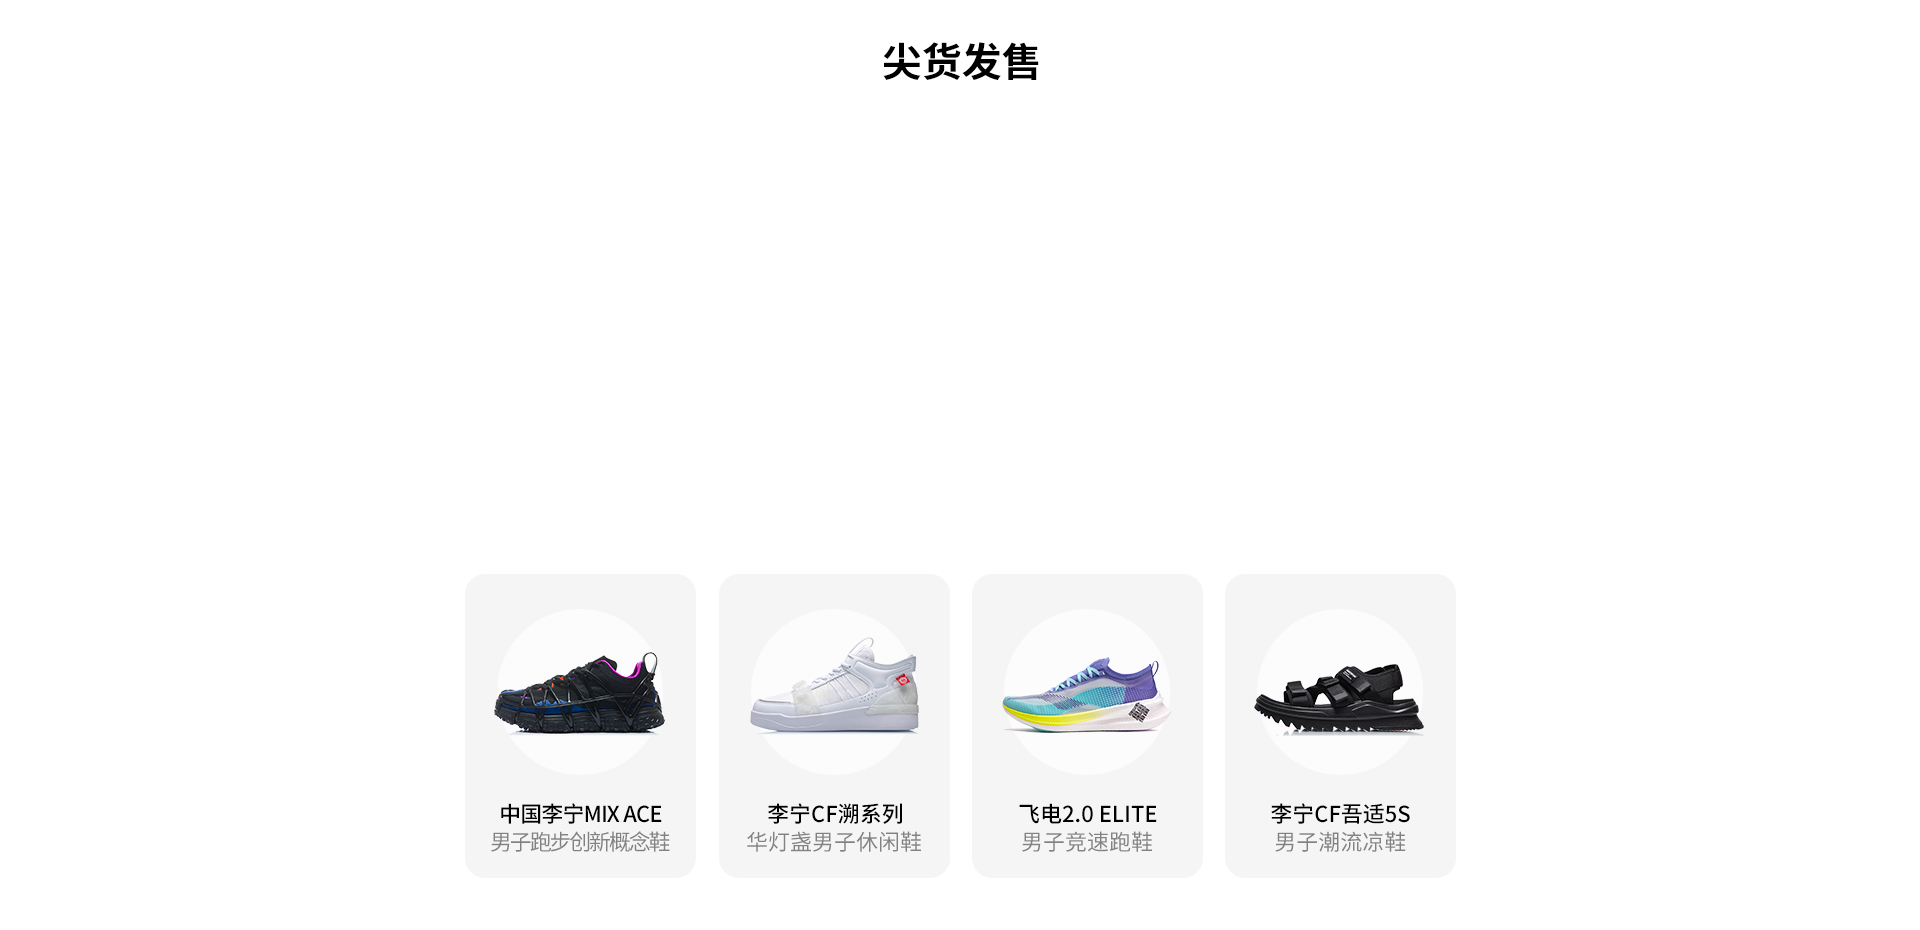 尖货发售
中国李宁MIX ACE
男子跑步创新概念鞋
李宁CF溯系列
华灯盏男子休闲鞋
飞电2.0 ELITE
男子竞速跑鞋
李宁CF吾适5S
男子潮流凉鞋